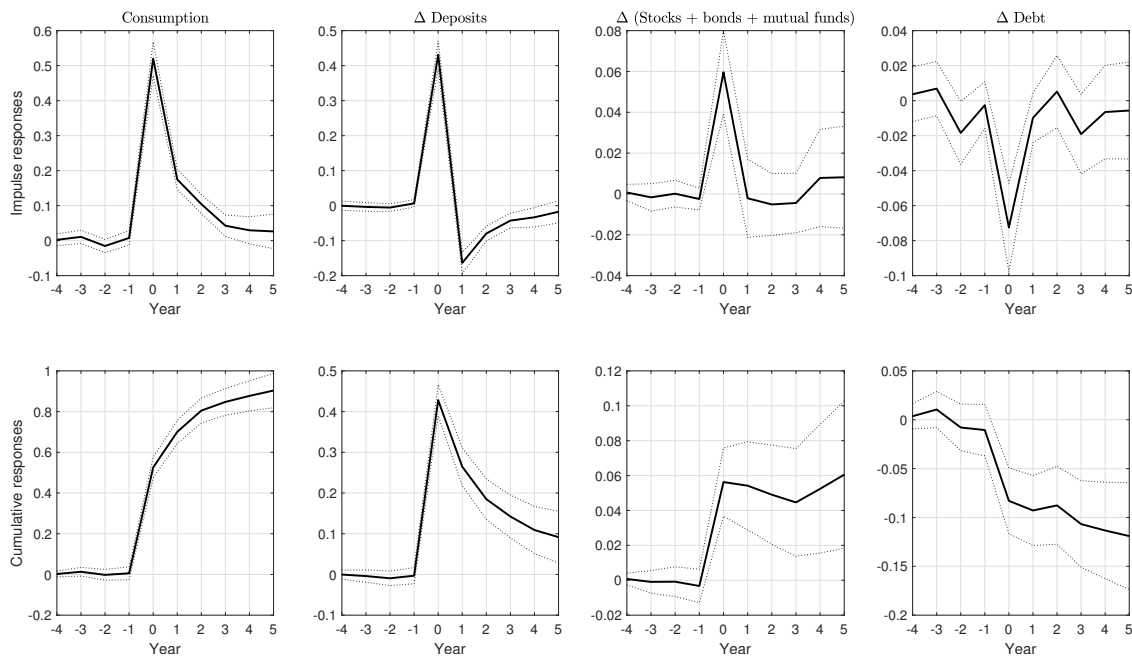 Consumption
Δ Deposits
Δ (Stocks + bonds + mutual funds)
Δ Debt
Impulse responses
0.6
0.5
0.4
0.3
0.2
0.1
0
-0.1
-4 -3 -2 -1 0 1 2 3 4 5
Year
0.5
0.4
0.3
0.2
0.1
0
-0.1
-0.2
-4 -3 -2 -1 0 1 2 3 4 5
Year
0.08
0.06
0.04
0.02
0
-0.02
-0.04
-4 -3 -2 -1 0 1 2 3 4 5
Year
0.04
0.02
0
-0.02
-0.04
-0.06
-0.08
-0.1
-4 -3 -2 -1 0 1 2 3 4 5
Year
Cumulative responses
1
0.8
0.6
0.4
0.2
0
-0.2
-4 -3 -2 -1 0 1 2 3 4 5
Year
0.5
0.4
0.3
0.2
0.1
0
-0.1
-4 -3 -2 -1 0 1 2 3 4 5
Year
0.12
0.1
0.08
0.06
0.04
0.02
0
-0.02
-4 -3 -2 -1 0 1 2 3 4 5
Year
0.05
0
-0.05
-0.1
-0.15
-0.2
-4 -3 -2 -1 0 1 2 3 4 5
Year